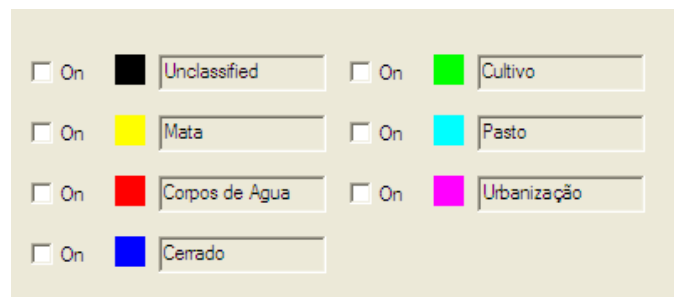 On Unclassified On Cultivo
On Mata On Pasto
On Corpos de Agua On Urbanização
On Cerrado